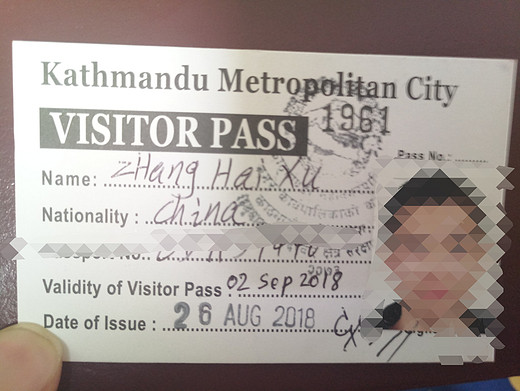 Kathmandu Metropolitan City
1961
VISITOR PASS
Pass No.:
Name: ZHang Hai Xu
Nationality : China
Validity of Visitor Pass : 02 Sep 2018
Date of Issue : 26 AUG 2018